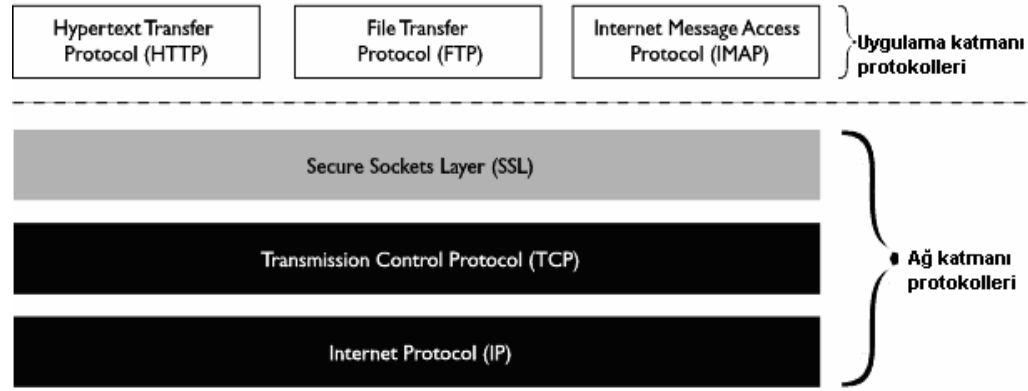 Hypertext Transfer
Protocol (HTTP)
File Transfer
Protocol (FTP)
Internet Message Access
Protocol (IMAP)
Uygulama katmanı
protokolleri
Secure Sockets Layer (SSL)
Transmission Control Protocol (TCP)
Ağ katmanı
protokolleri
Internet Protocol (IP)